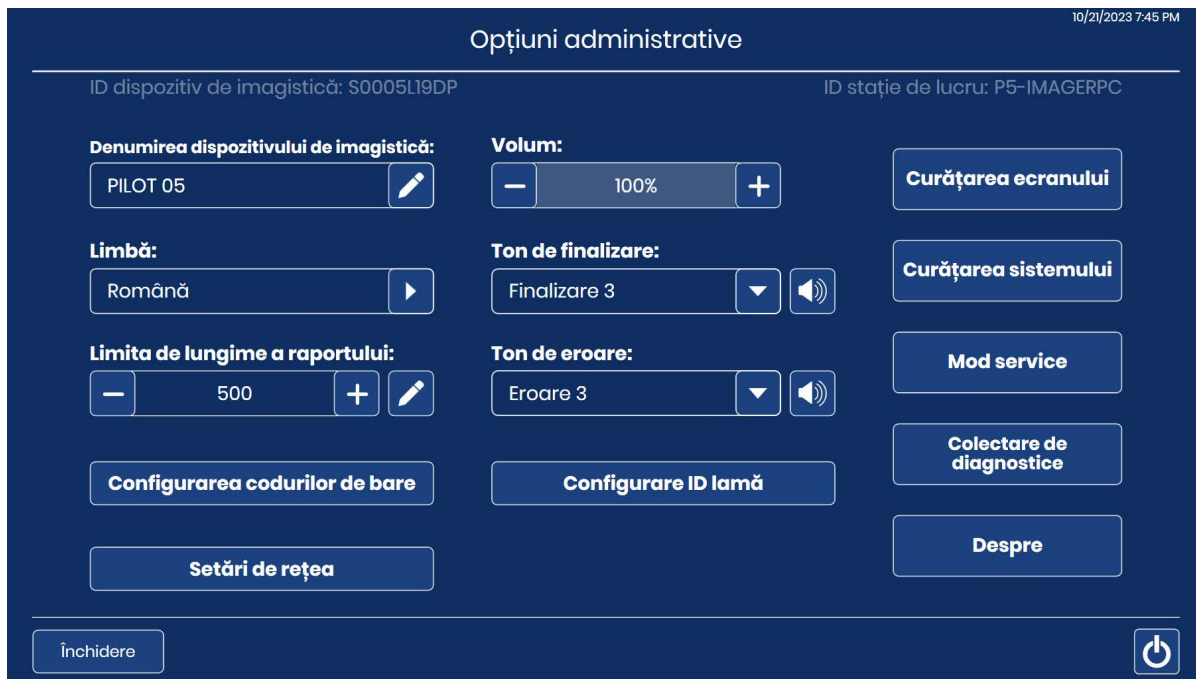 10/21/2023 7:45 PM
Opțiuni administrative
ID dispozitiv de imagistică: S0005L19DP
ID stație de lucru: P5-IMAGERPC
Denumirea dispozitivului de imagistică:
PILOT 05
Volum:
100%
Curățarea ecranului
Limbă:
Română
Ton de finalizare:
Finalizare 3
Curățarea sistemului
Limita de lungime a raportului:
500
Ton de eroare:
Eroare 3
Mod service
Colectare de
diagnostice
Configurarea codurilor de bare
Configurare ID lamă
Despre
Setări de rețea
Închidere